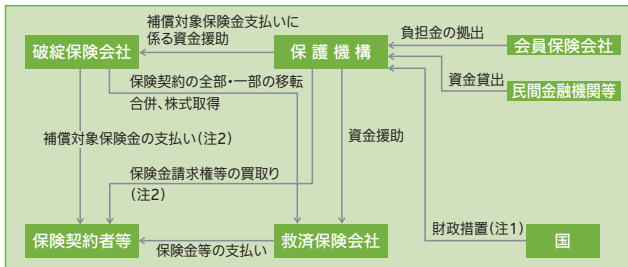 補償対象保険金支払いに
係る資金援助
負担金の拠出
破綻保険会社
保護機構
会員保険会社
資金貸出
民間金融機関等
保険契約の全部・一部の移転
合併、株式取得
補償対象保険金の支払い(注2)
資金援助
保険金請求権等の買取り
(注2)
財政措置(注1)
保険契約者等
保険金等の支払い
救済保険会社
国